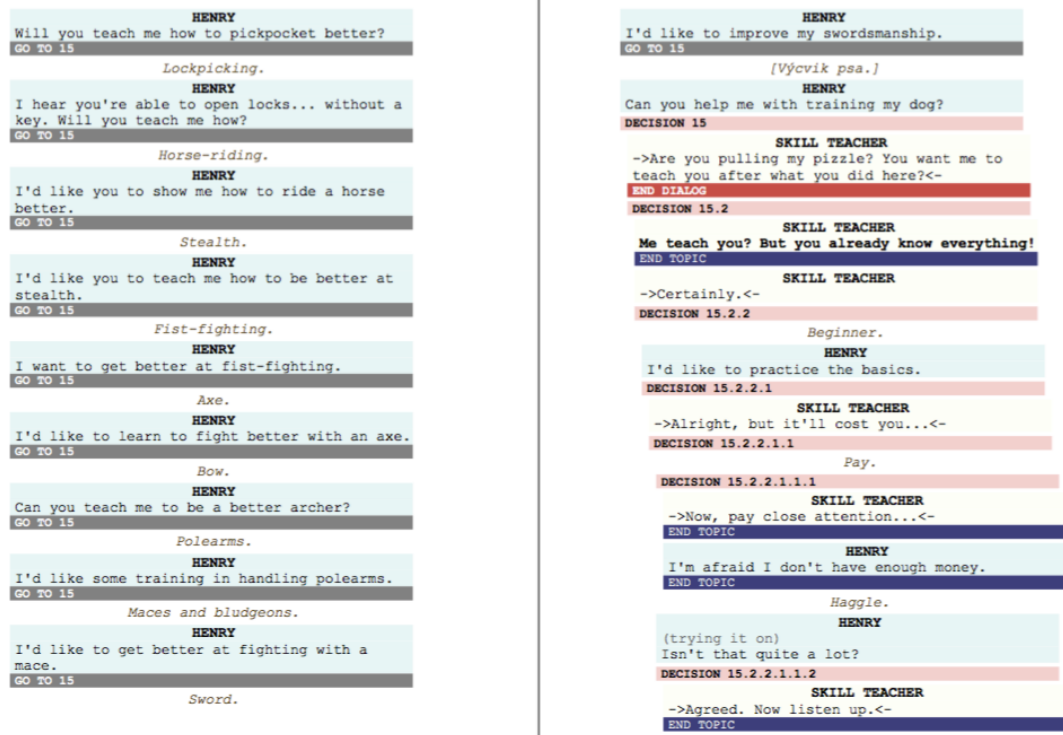 HENRY
Will you teach me how to pickpocket better?
GO TO 15
Lockpicking.
HENRY
I hear you're able to open locks... without a
key. Will you teach me how?
GO TO 15
Horse-riding.
HENRY
I'd like you to show me how to ride a horse
better.
GO TO 15
Stealth.
HENRY
I'd like you to teach me how to be better at
stealth.
GO TO 15
Fist-fighting.
HENRY
I want to get better at fist-fighting.
GO TO 15
Axe.
HENRY
I'd like to learn to fight better with an axe.
GO TO 15
Bow.
HENRY
Can you teach me to be a better archer?
GO TO 15
Polearms.
HENRY
I'd like some training in handling polearms.
GO TO 15
Maces and bludgeons.
HENRY
I'd like to get better at fighting with a
mace.
GO TO 15
Sword.
HENRY
I'd like to improve my swordsmanship.
GO TO 15
[Výcvik psa.]
HENRY
Can you help me with training my dog?
DECISION 15
SKILL TEACHER
->Are you pulling my pizzle? You want me to
teach you after what you did here?<-
END DIALOG
DECISION 15.2
SKILL TEACHER
Me teach you? But you already know everything!
END TOPIC
SKILL TEACHER
->Certainly.<-
DECISION 15.2.2
Beginner.
HENRY
I'd like to practice the basics.
DECISION 15.2.2.1
SKILL TEACHER
->Alright, but it'll cost you...<-
DECISION 15.2.2.1.1
Pay.
DECISION 15.2.2.1.1.1
SKILL TEACHER
->Now, pay close attention...<-
END TOPIC
HENRY
I'm afraid I don't have enough money.
END TOPIC
Haggle.
HENRY
(trying it on)
Isn't that quite a lot?
DECISION 15.2.2.1.1.2
SKILL TEACHER
->Agreed. Now listen up.<-
END TOPIC